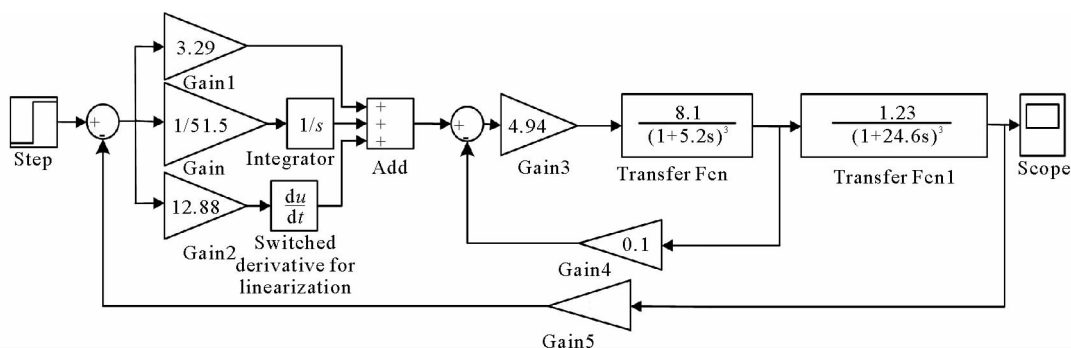 3.29
Gain1
Step
+
-
1/51.5
Gain
1/s
Integrator
+
+
+
Add
12.88
Gain2
du
dt
Switched
derivative for
linearization
+
-
4.94
Gain3
8.1
(1+5.2s)³
Transfer Fcn
1.23
(1+24.6s)³
Transfer Fcn1
Scope
0.1
Gain4
Gain5